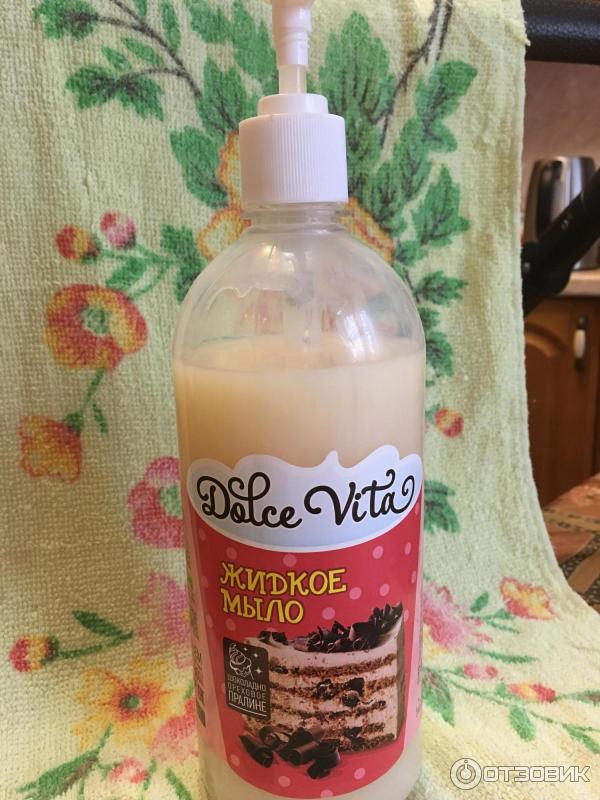 Dolce Vita
ЖИДКОЕ
МЫЛО
ШОКОЛАДНО
ОРЕХОВОЕ
ПРАЛИНЕ
ОТЗОВИК